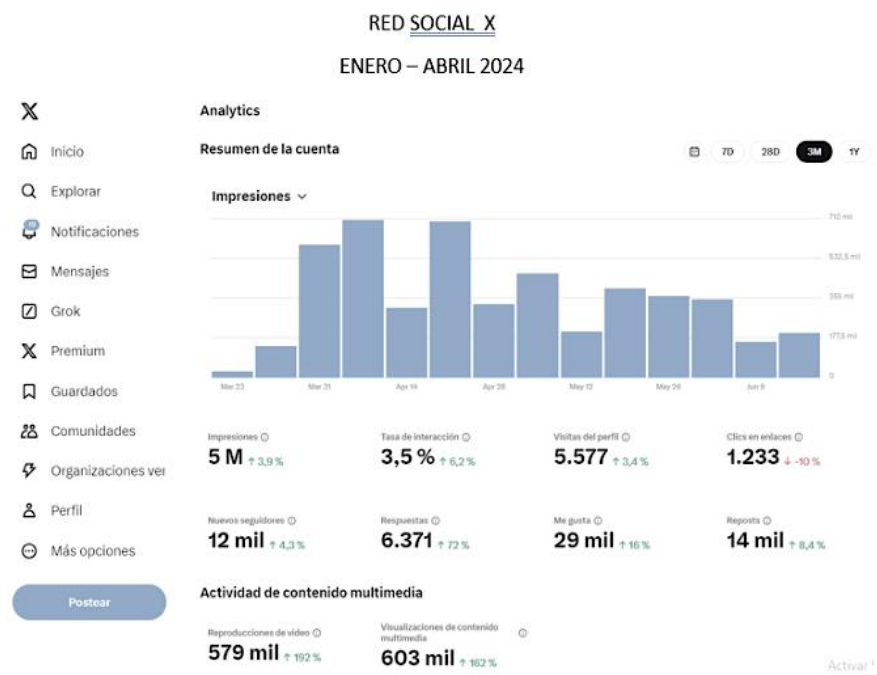 RED SOCIAL X
ENERO – ABRIL 2024
Analytics
Resumen de la cuenta
7D 28D 3M 1Y
Inicio
Explorar
Notificaciones
Mensajes
Grok
Premium
Guardados
Comunidades
Organizaciones ver
Perfil
Más opciones
Postear
Impresiones
710 mil
532,5 mil
355 mil
177,5 mil
0
Mar 31 Apr 14 Apr 28 May 12 May 26 Jun 9
Impresiones Tasa de interacción Visitas del perfil Clics en enlaces
5 M ↑ 3,9 % 3,5 % ↑ 6,2 % 5.577 ↑ 3,4 % 1.233 ↓ -10 %
Nuevos seguidores Respuestas Me gusta Reposts
12 mil ↑ 4,3 % 6.371 ↑ 72 % 29 mil ↑ 16 % 14 mil ↑ 8,4 %
Actividad de contenido multimedia
Reproducciones de vídeo Visualizaciones de contenido
multimedia
579 mil ↑ 192 % 603 mil ↑ 162 %
Activar